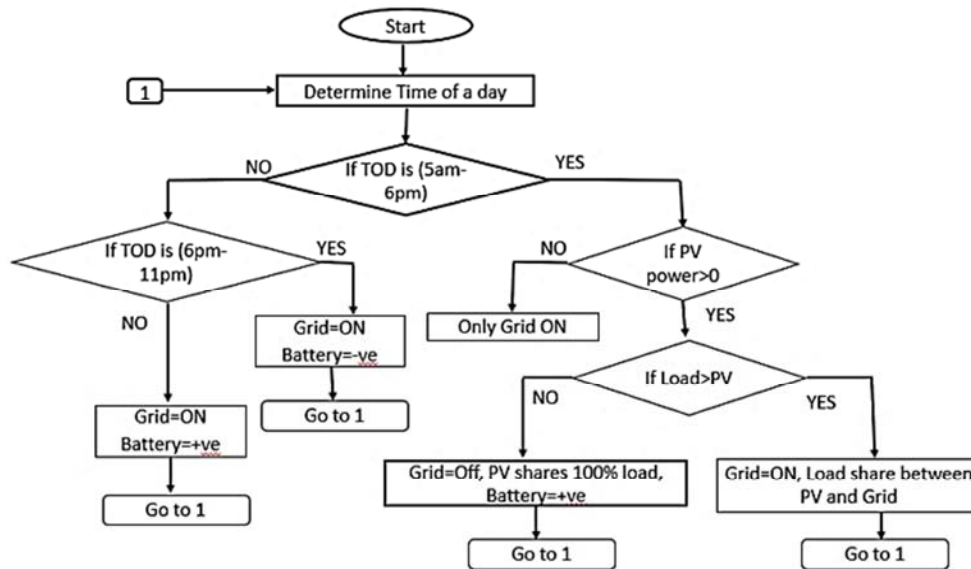 Start
1
Determine Time of a day
NO
If TOD is (5am-
6pm)
YES
If TOD is (6pm-
11pm)
YES
NO
If PV
power>0
NO
Grid=ON
Battery=-ve
Only Grid ON
YES
If Load>PV
NO
YES
Go to 1
Grid=ON
Battery=+ve
Grid=Off, PV shares 100% load,
Battery=+ve
Grid=ON, Load share between
PV and Grid
Go to 1
Go to 1
Go to 1